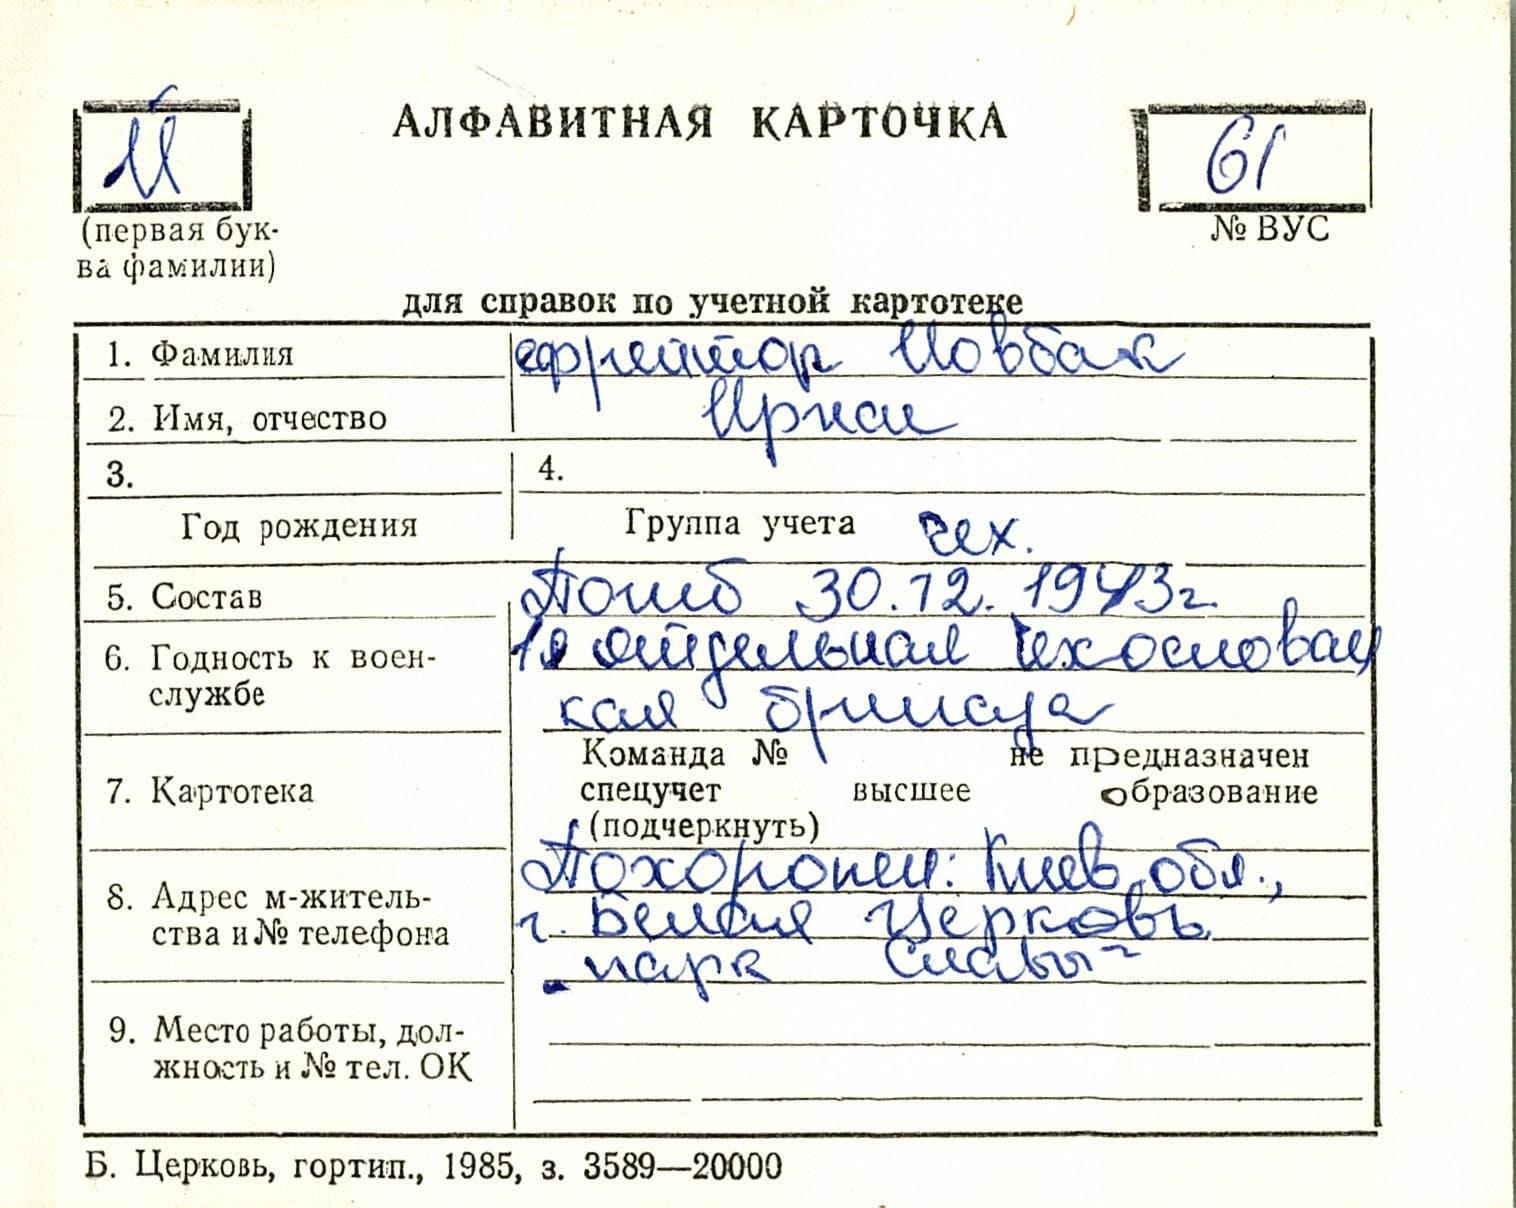 Й
АЛФАВИТНАЯ КАРТОЧКА
61
(первая бук-
ва фамилии)
№ ВУС
для справок по учетной картотеке
1. Фамилия ефрейтор Иовбак
2. Имя, отчество
3. 4.
Год рождения Группа учета чех.
5. Состав Погиб 30.12.1943г.
6. Годность к воен- 1я отдельная Чехословац
службе кая бригада
Команда № не предназначен
7. Картотека спецучет высшее образование
(подчеркнуть)
Похоронен: Киев. обл.,
8. Адрес м-житель- г. Белая Церковь
ства и № телефона „парк Славы"
9. Место работы, дол-
жность и № тел. ОК
Б. Церковь, гортип., 1985, з. 3589—20000